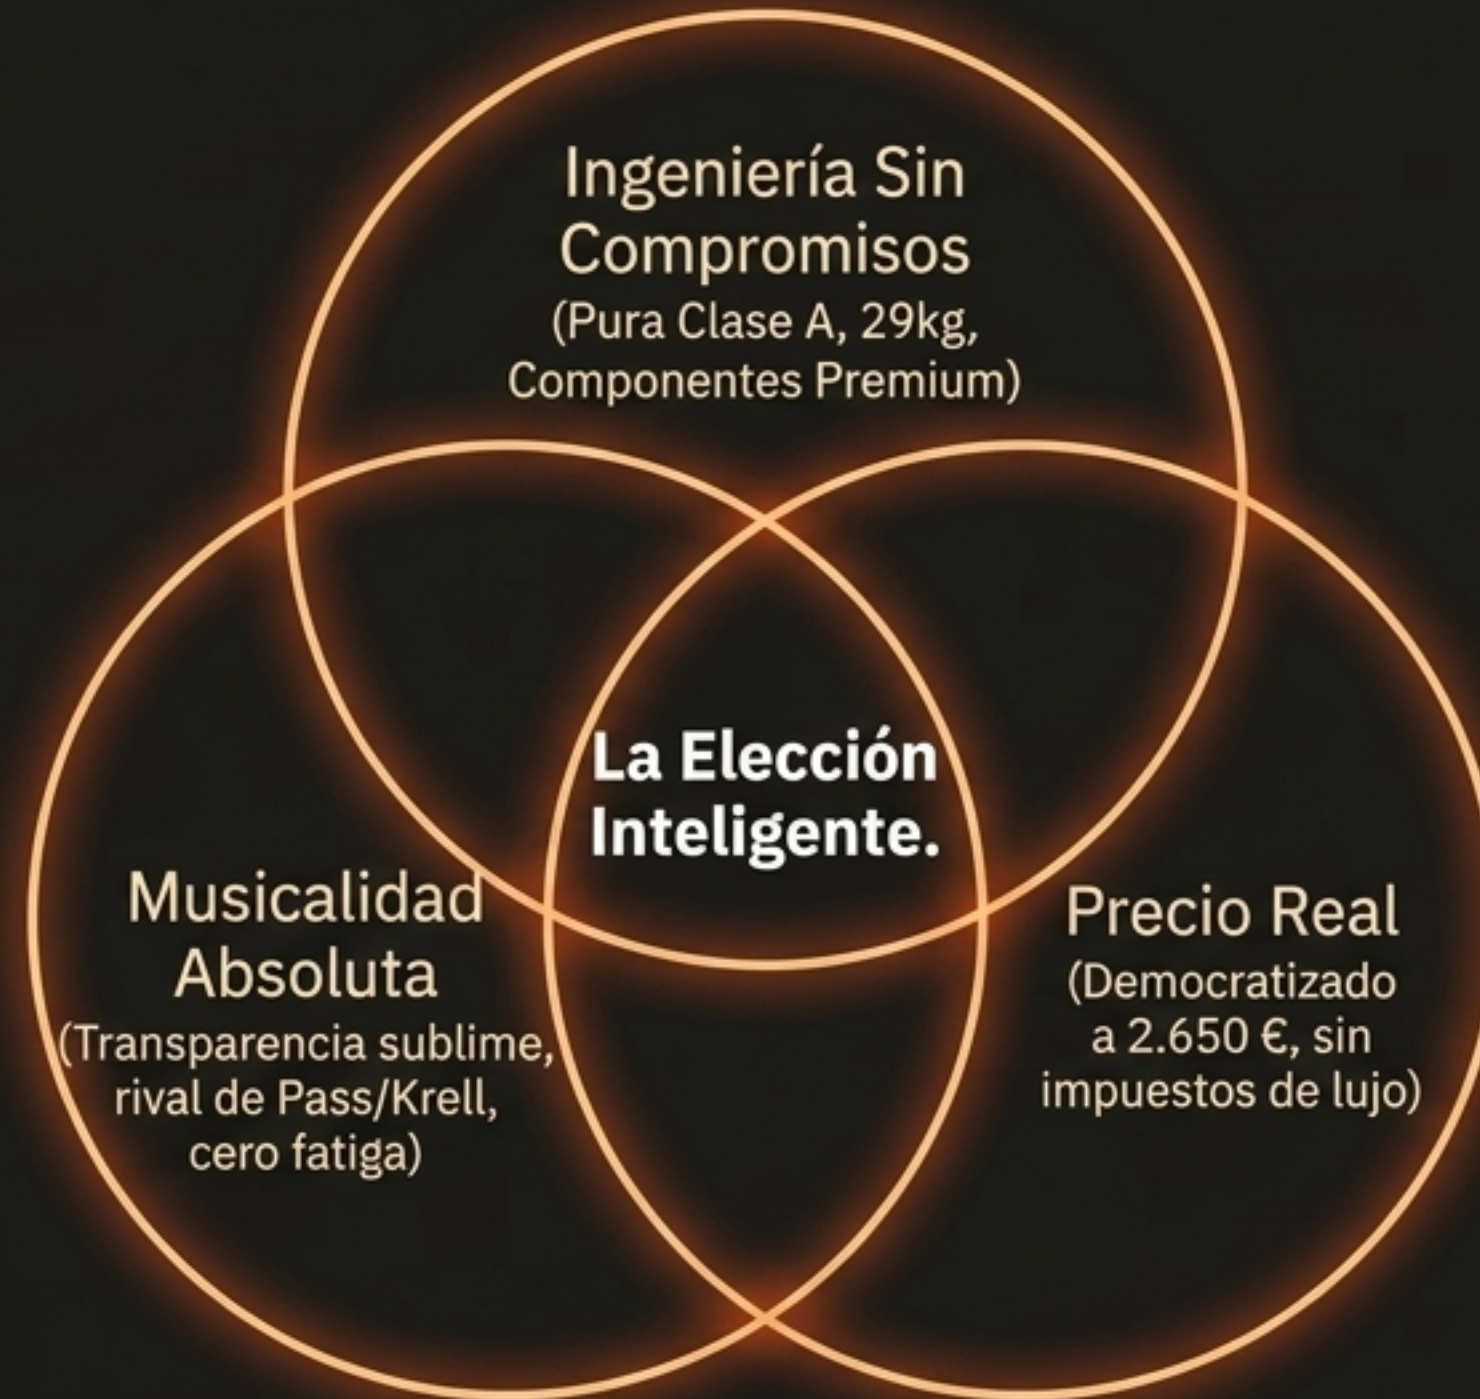 Ingeniería Sin
Compromisos
(Pura Clase A, 29kg,
Componentes Premium)
La Elección
Inteligente.
Musicalidad
Absoluta
(Transparencia sublime,
rival de Pass/Krell,
cero fatiga)
Precio Real
(Democratizado
a 2.650 €, sin
impuestos de lujo)